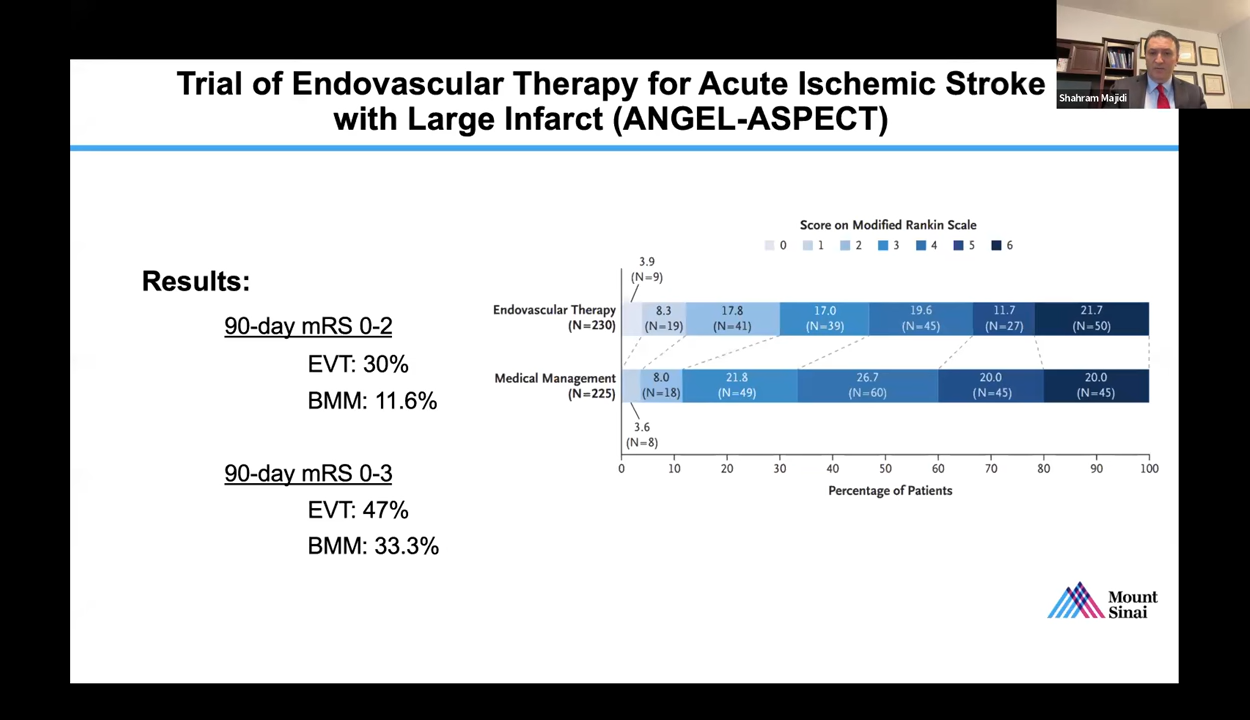 Trial of Endovascular Therapy for Acute Ischemic Stroke
with Large Infarct (ANGEL-ASPECT)
Shahram Majidi
Results:
90-day mRS 0-2
EVT: 30%
BMM: 11.6%
90-day mRS 0-3
EVT: 47%
BMM: 33.3%
Score on Modified Rankin Scale
0 1 2 3 4 5 6
3.9
(N=9)
Endovascular Therapy
(N=230)
8.3 17.8 17.0 19.6 11.7 21.7
(N=19) (N=41) (N=39) (N=45) (N=27) (N=50)
Medical Management
(N=225)
8.0 21.8 26.7 20.0 20.0
(N=18) (N=49) (N=60) (N=45) (N=45)
3.6
(N=8)
0 10 20 30 40 50 60 70 80 90 100
Percentage of Patients
Mount
Sinai